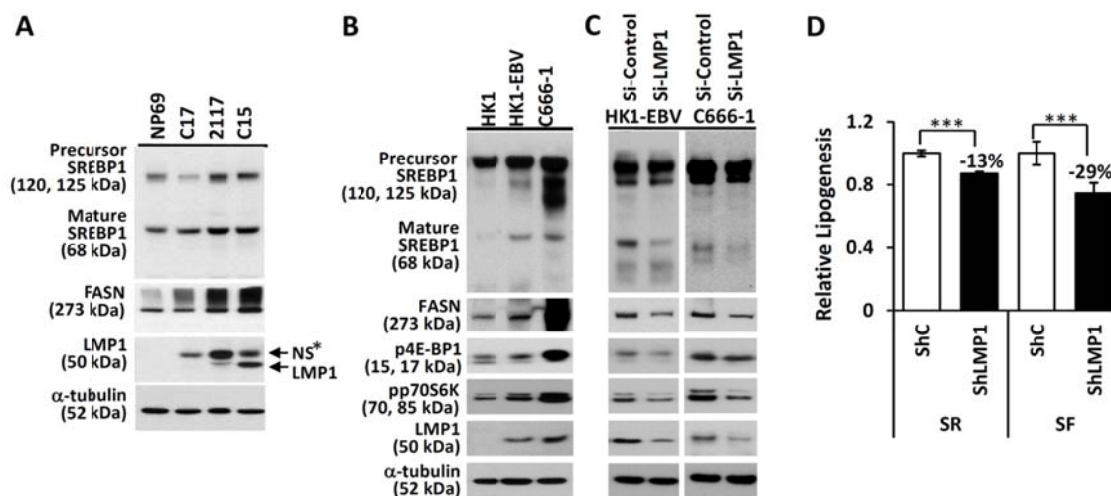 A
NP69
C17
2117
C15
Precursor
SREBP1
(120, 125 kDa)
Mature
SREBP1
(68 kDa)
FASN
(273 kDa)
LMP1
(50 kDa)
NS*
LMP1
α-tubulin
(52 kDa)
B
HK1
HK1-EBV
C666-1
Precursor
SREBP1
(120, 125 kDa)
Mature
SREBP1
(68 kDa)
FASN
(273 kDa)
p4E-BP1
(15, 17 kDa)
pp70S6K
(70, 85 kDa)
LMP1
(50 kDa)
α-tubulin
(52 kDa)
C
Si-Control
Si-LMP1
Si-Control
Si-LMP1
HK1-EBV
C666-1
D
Relative Lipogenesis
1.2
0.8
0.4
0
***
-13%
***
-29%
ShC
ShLMP1
ShC
ShLMP1
SR
SF